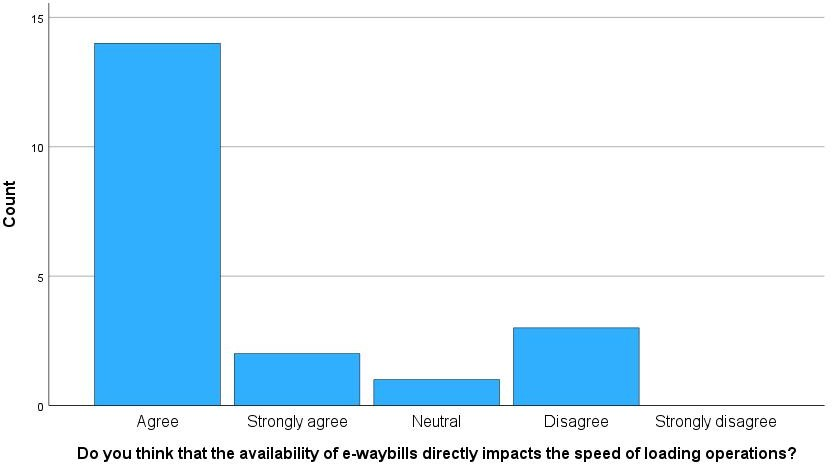 15
10
5
0
Count
Agree
Strongly agree
Neutral
Disagree
Strongly disagree
Do you think that the availability of e-waybills directly impacts the speed of loading operations?